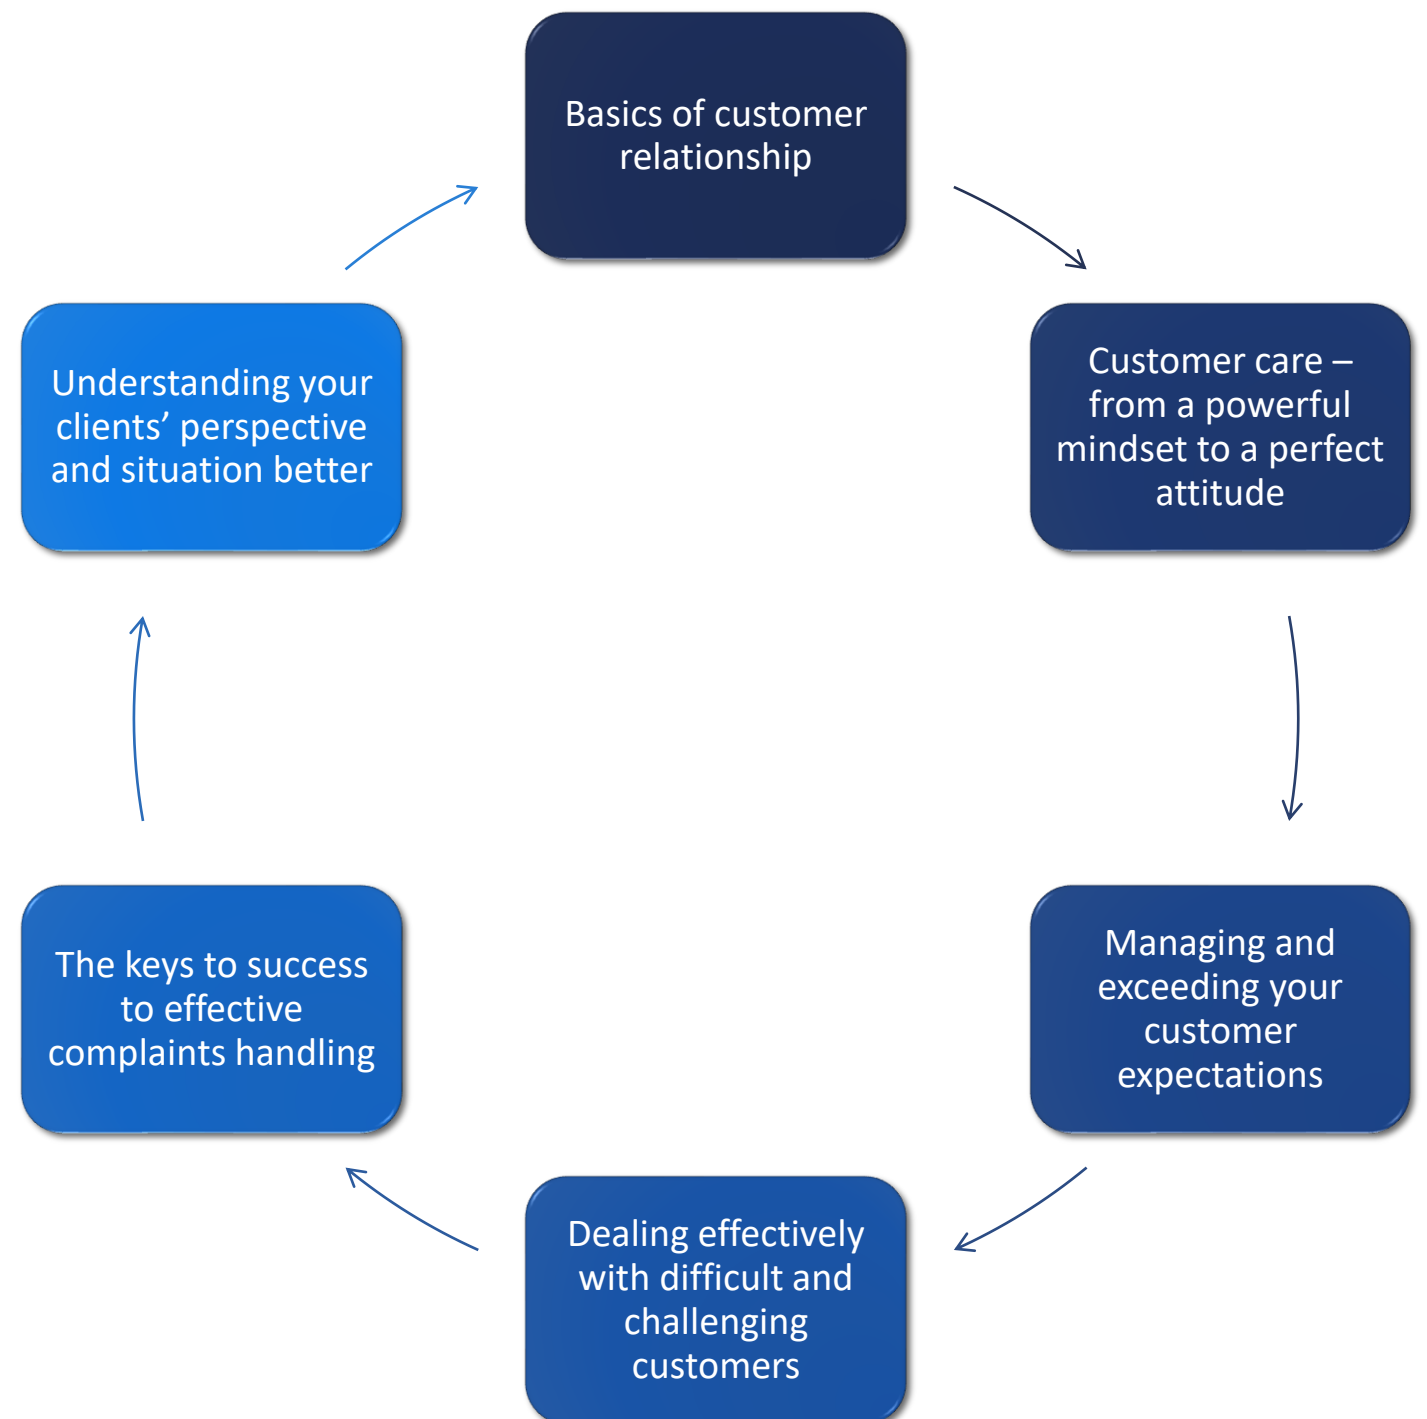 Basics of customer
relationship
Customer care –
from a powerful
mindset to a perfect
attitude
Managing and
exceeding your
customer
expectations
Dealing effectively
with difficult and
challenging
customers
The keys to success
to effective
complaints handling
Understanding your
clients’ perspective
and situation better